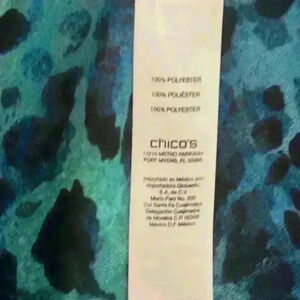 100% POLYESTER
100% POLIÉSTER
100% POLYESTER
chico's
11215 METRO PARKWAY
FORT MYERS, FL 33966
Importado en México por:
Importadora
S.A. de C.V
Mario Pani No. 200
Col Santa Fe Cuajimalpa
Delegación Cuajimalpa
de Morelos C.P. 05348
México D.F. México